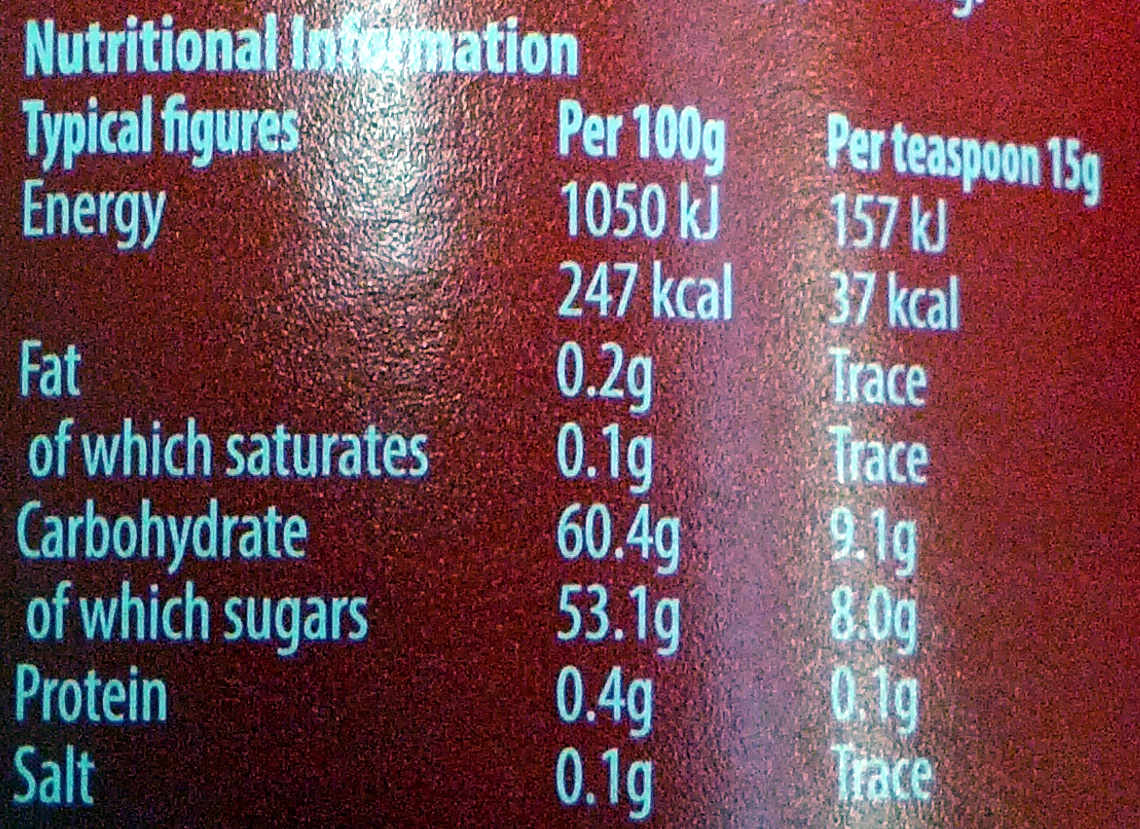 Nutritional Information
Typical figures Per 100g Per teaspoon 15g
Energy 1050 kJ 157 kJ
247 kcal 37 kcal
Fat 0.2g Trace
of which saturates 0.1g Trace
Carbohydrate 60.4g 9.1g
of which sugars 53.1g 8.0g
Protein 0.4g 0.1g
Salt 0.1g Trace